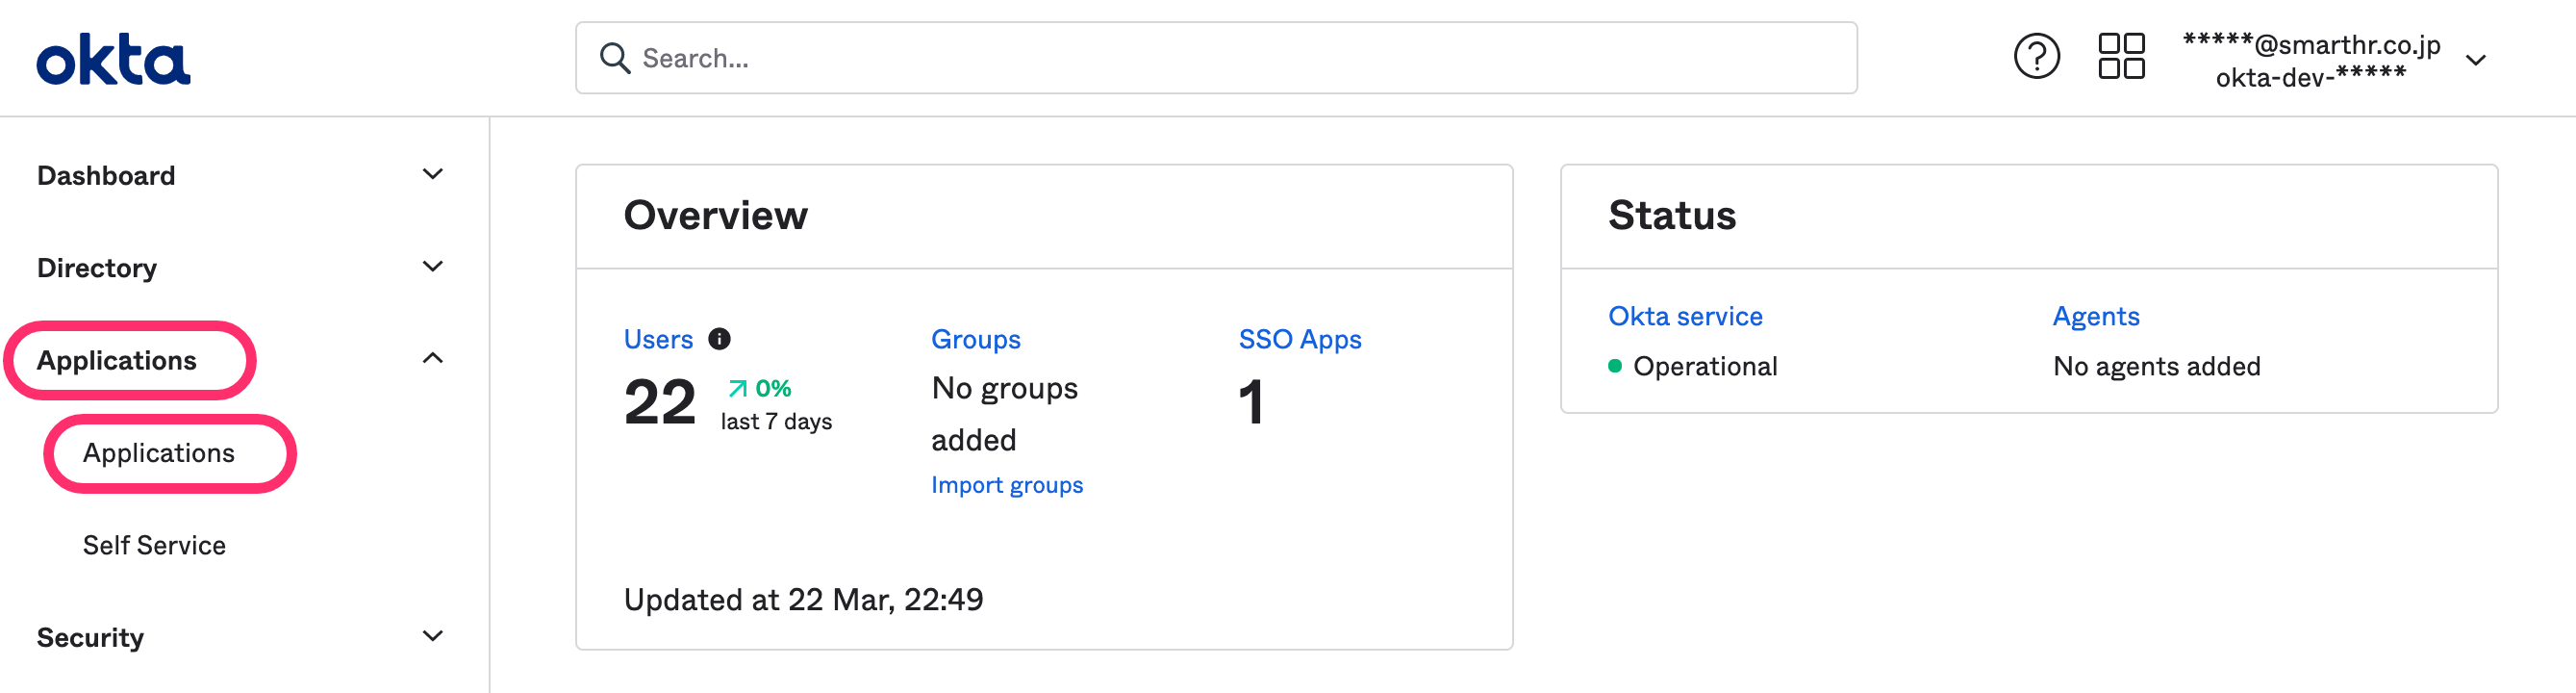 okta
Search...
*****@smarthr.co.jp
okta-dev-*****
Dashboard
Directory
Applications
Applications
Self Service
Security
Overview
Users
22
0%
last 7 days
Groups
No groups
added
Import groups
SSO Apps
1
Updated at 22 Mar, 22:49
Status
Okta service
Operational
Agents
No agents added